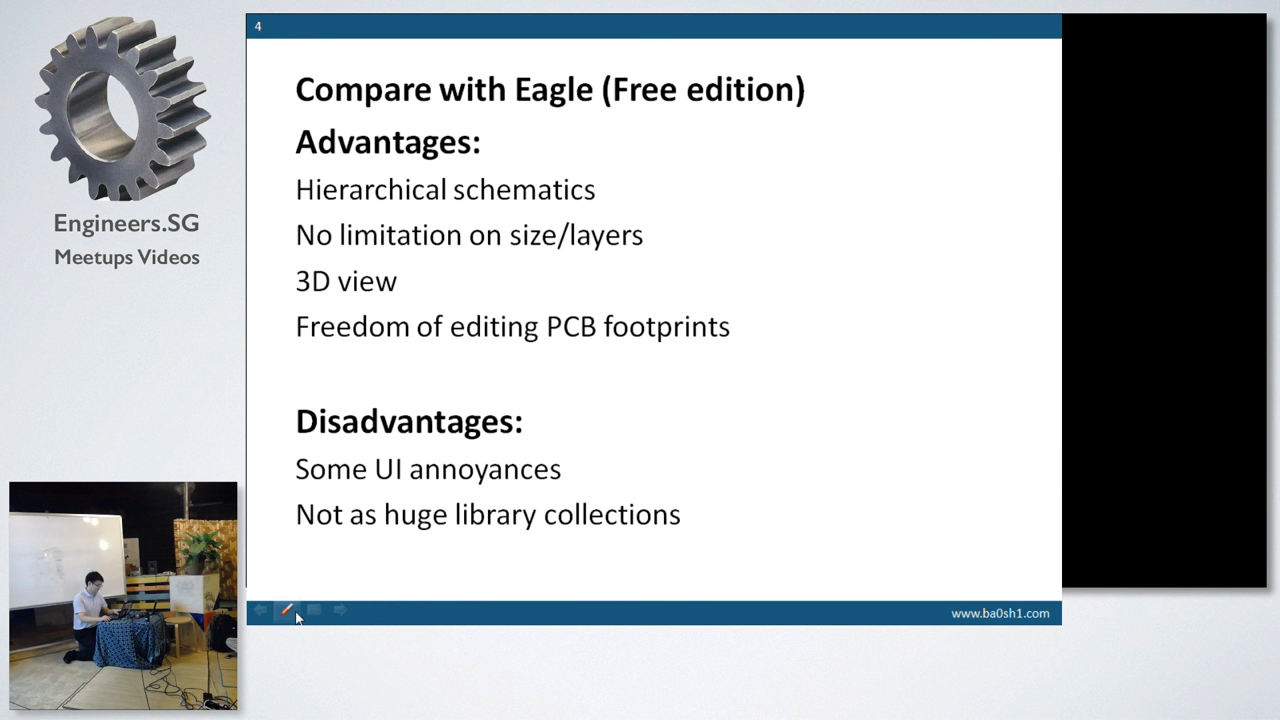 Engineers.SG
Meetups Videos
4
Compare with Eagle (Free edition)
Advantages:
Hierarchical schematics
No limitation on size/layers
3D view
Freedom of editing PCB footprints
Disadvantages:
Some UI annoyances
Not as huge library collections
www.ba0sh1.com